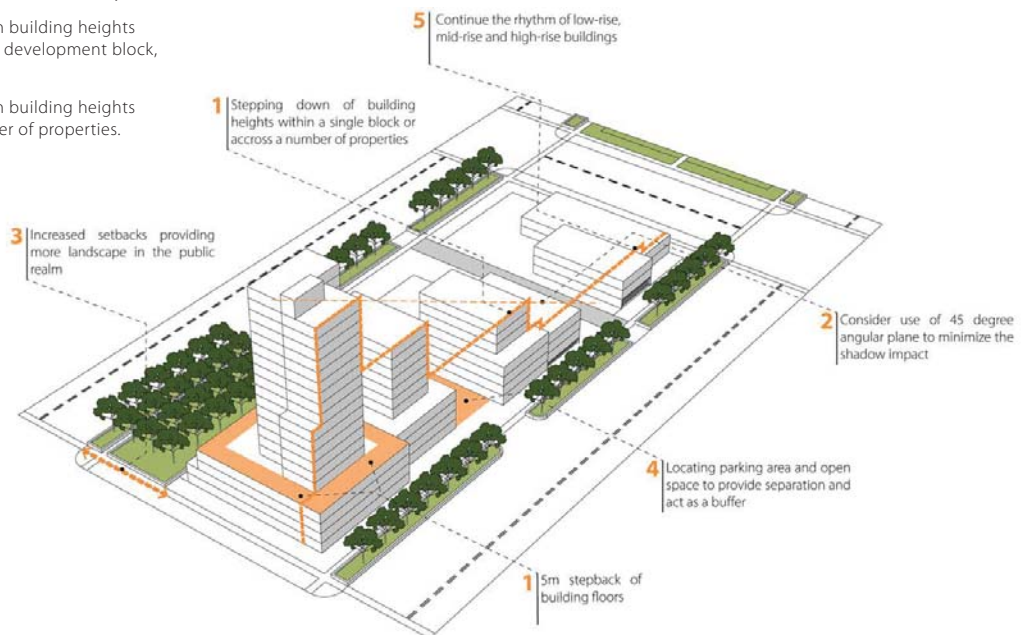 n building heights
development block,
n building heights
er of properties.
5 Continue the rhythm of low-rise,
mid-rise and high-rise buildings
1 Stepping down of building
heights within a single block or
accross a number of properties
3 Increased setbacks providing
more landscape in the public
realm
2 Consider use of 45 degree
angular plane to minimize the
shadow impact
4 Locating parking area and open
space to provide separation and
act as a buffer
1 5m stepback of
building floors